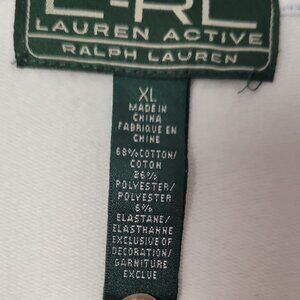 L-RL
LAUREN ACTIVE
RALPH LAUREN
XL
MADE IN
CHINA
FABRIQUE EN
CHINE
68%COTTON/
COTON
26%
POLYESTER/
POLYESTER
6%
ELASTANE/
ELASTHANNE
EXCLUSIVE OF
DECORATION/
GARNITURE
EXCLUE